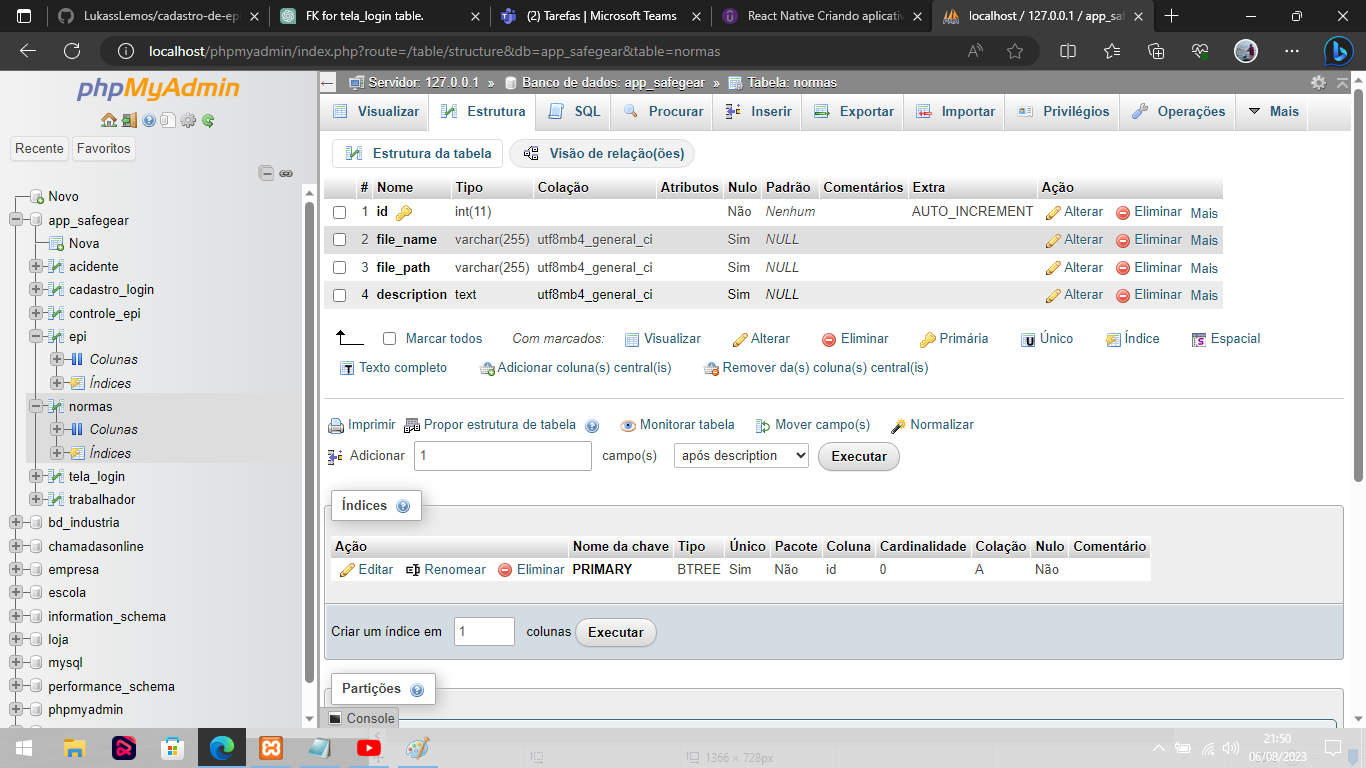 LukassLemos/cadastro-de-epi
FK for tela_login table.
(2) Tarefas | Microsoft Teams
React Native Criando aplicativ
localhost / 127.0.0.1 / app_saf
localhost/phpmyadmin/index.php?route=/table/structure&db=app_safegear&table=normas
phpMyAdmin
Recente Favoritos
Novo
app_safegear
Nova
acidente
cadastro_login
controle_epi
epi
Colunas
Índices
normas
Colunas
Índices
tela_login
trabalhador
bd_industria
chamadasonline
empresa
escola
information_schema
loja
mysql
performance_schema
phpmyadmin
Servidor: 127.0.0.1 » Banco de dados: app_safegear » Tabela: normas
Visualizar Estrutura SQL Procurar Inserir Exportar Importar Privilégios Operações Mais
Estrutura da tabela Visão de relação(ões)
# Nome Tipo Colação Atributos Nulo Padrão Comentários Extra Ação
1 id int(11) Não Nenhum AUTO_INCREMENT Alterar Eliminar Mais
2 file_name varchar(255) utf8mb4_general_ci Sim NULL Alterar Eliminar Mais
3 file_path varchar(255) utf8mb4_general_ci Sim NULL Alterar Eliminar Mais
4 description text utf8mb4_general_ci Sim NULL Alterar Eliminar Mais
Marcar todos Com marcados: Visualizar Alterar Eliminar Primária Único Índice Espacial
Texto completo Adicionar coluna(s) central(is) Remover da(s) coluna(s) central(is)
Imprimir Propor estrutura de tabela Monitorar tabela Mover campo(s) Normalizar
Adicionar 1 campo(s) após description Executar
Índices
Ação Nome da chave Tipo Único Pacote Coluna Cardinalidade Colação Nulo Comentário
Editar Renomear Eliminar PRIMARY BTREE Sim Não id 0 A Não
Criar um índice em 1 colunas Executar
Partições
Console
1366 × 728px
21:50
06/08/2023